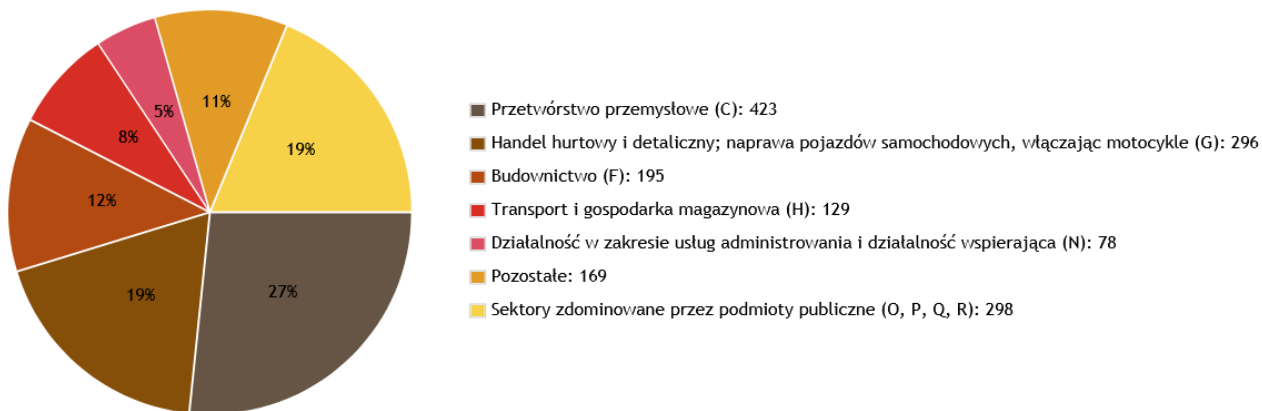 5%
11%
19%
8%
12%
19%
27%
Przetwórstwo przemysłowe (C): 423
Handel hurtowy i detaliczny; naprawa pojazdów samochodowych, włączając motocykle (G): 296
Budownictwo (F): 195
Transport i gospodarka magazynowa (H): 129
Działalność w zakresie usług administrowania i działalność wspierająca (N): 78
Pozostałe: 169
Sektory zdominowane przez podmioty publiczne (O, P, Q, R): 298